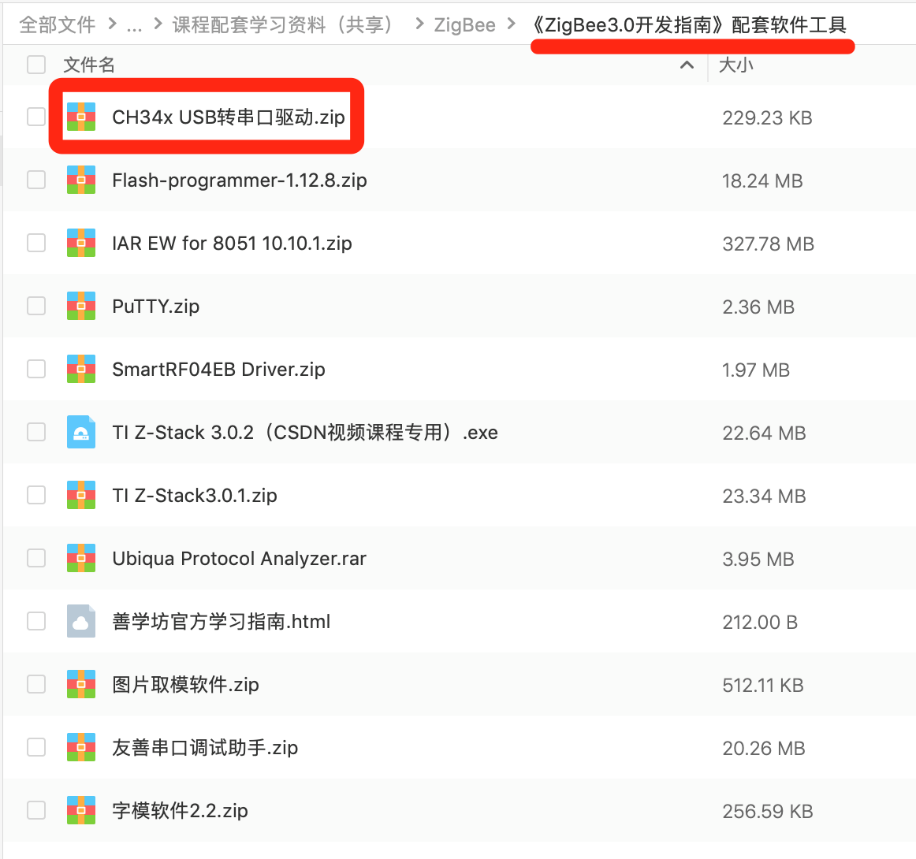 全部文件 > ... > 课程配套学习资料（共享） > ZigBee > 《ZigBee3.0开发指南》配套软件工具
文件名 大小
CH34x USB转串口驱动.zip 229.23 KB
Flash-programmer-1.12.8.zip 18.24 MB
IAR EW for 8051 10.10.1.zip 327.78 MB
PuTTY.zip 2.36 MB
SmartRF04EB Driver.zip 1.97 MB
TI Z-Stack 3.0.2（CSDN视频课程专用）.exe 22.64 MB
TI Z-Stack3.0.1.zip 23.34 MB
Ubiqua Protocol Analyzer.rar 3.95 MB
善学坊官方学习指南.html 212.00 B
图片取模软件.zip 512.11 KB
友善串口调试助手.zip 20.26 MB
字模软件2.2.zip 256.59 KB